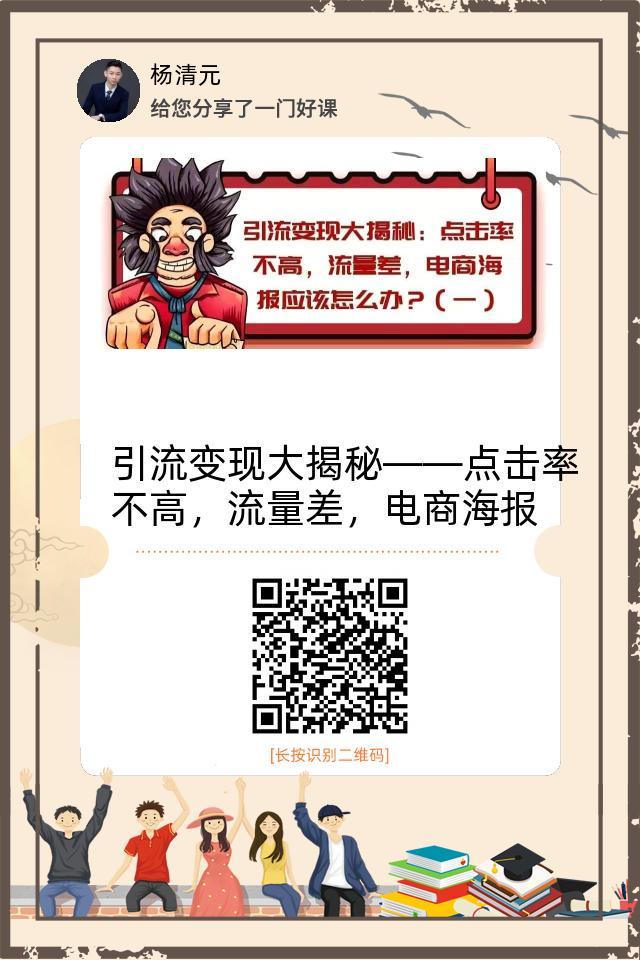 杨清元
给您分享了一门好课
引流变现大揭秘：点击率
不高，流量差，电商海
报应该怎么办？（一）
引流变现大揭秘——点击率
不高，流量差，电商海报
[长按识别二维码]